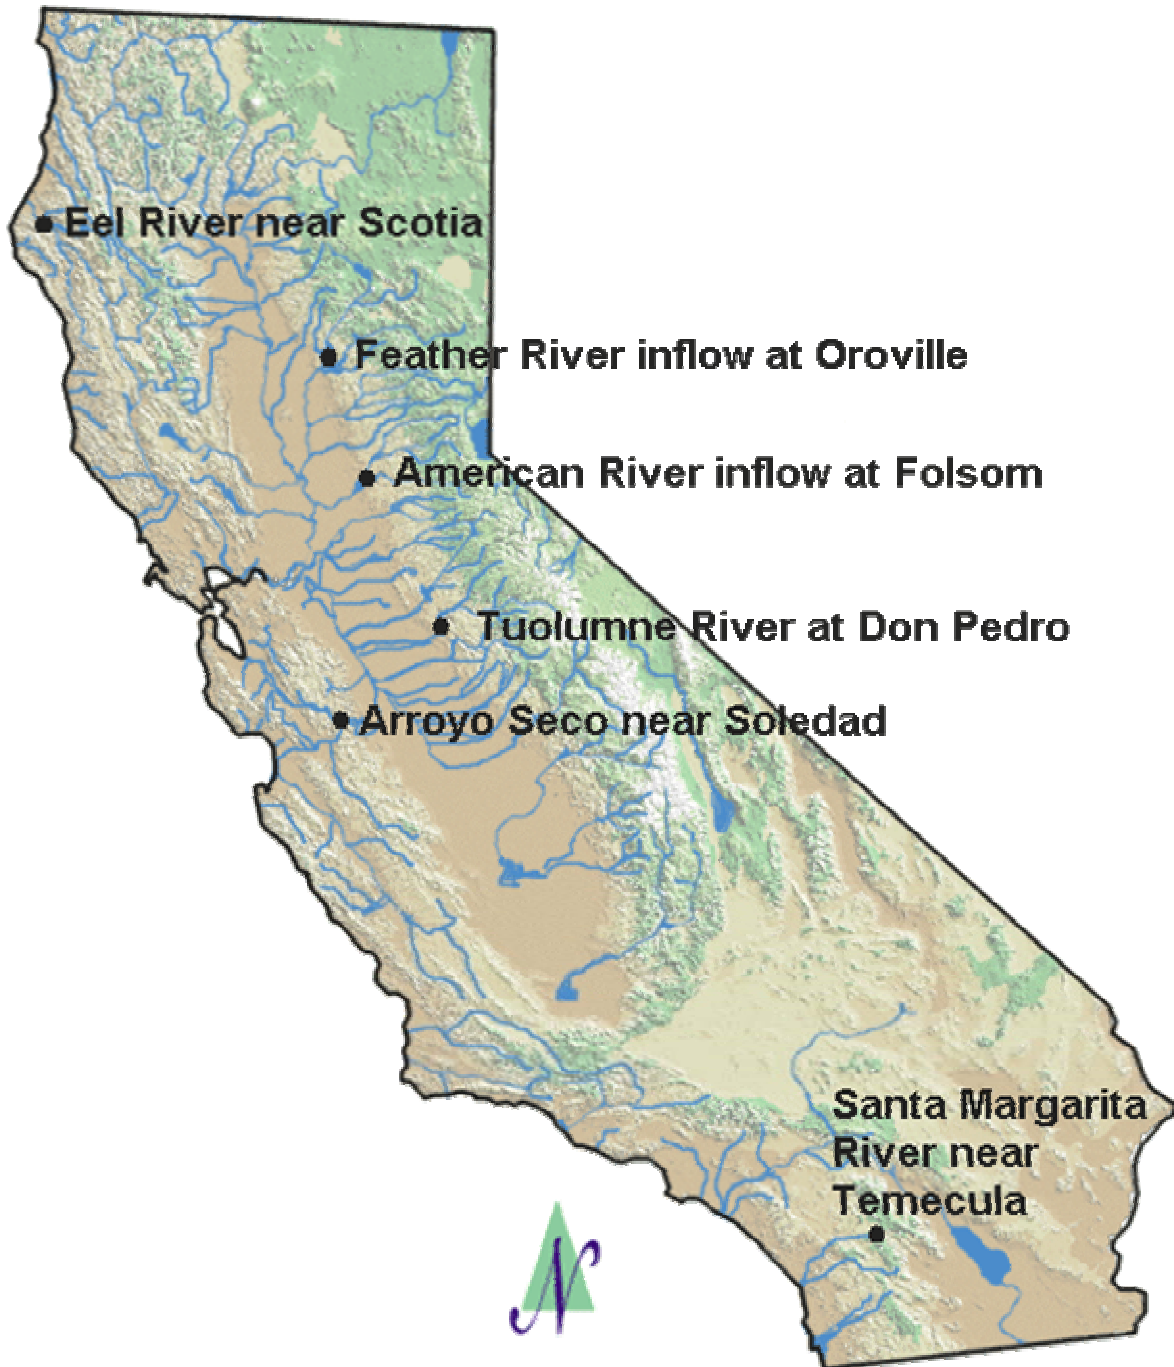 Eel River near Scotia
Feather River inflow at Oroville
American River inflow at Folsom
Tuolumne River at Don Pedro
Arroyo Seco near Soledad
Santa Margarita
River near
Temecula
N